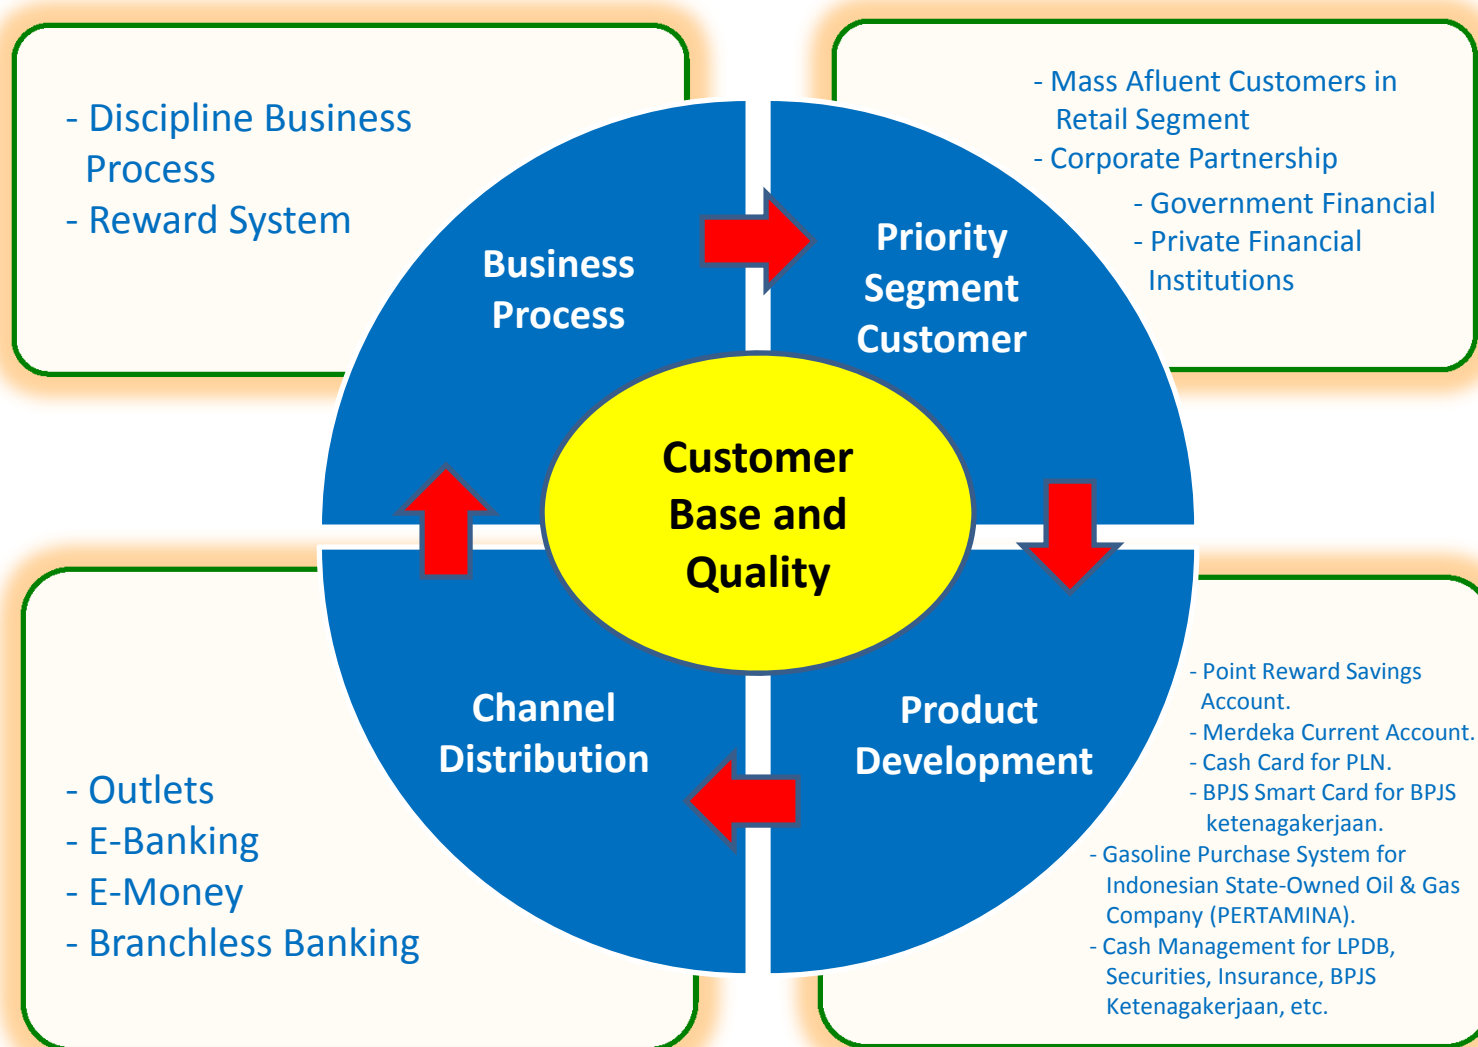 - Discipline Business
Process
- Reward System
- Mass Afluent Customers in
Retail Segment
- Corporate Partnership
- Government Financial
- Private Financial
Institutions
Business
Process
Priority
Segment
Customer
Customer
Base and
Quality
Channel
Distribution
Product
Development
- Outlets
- E-Banking
- E-Money
- Branchless Banking
- Point Reward Savings
Account.
- Merdeka Current Account.
- Cash Card for PLN.
- BPJS Smart Card for BPJS
ketenagakerjaan.
- Gasoline Purchase System for
Indonesian State-Owned Oil & Gas
Company (PERTAMINA).
- Cash Management for LPDB,
Securities, Insurance, BPJS
Ketenagakerjaan, etc.